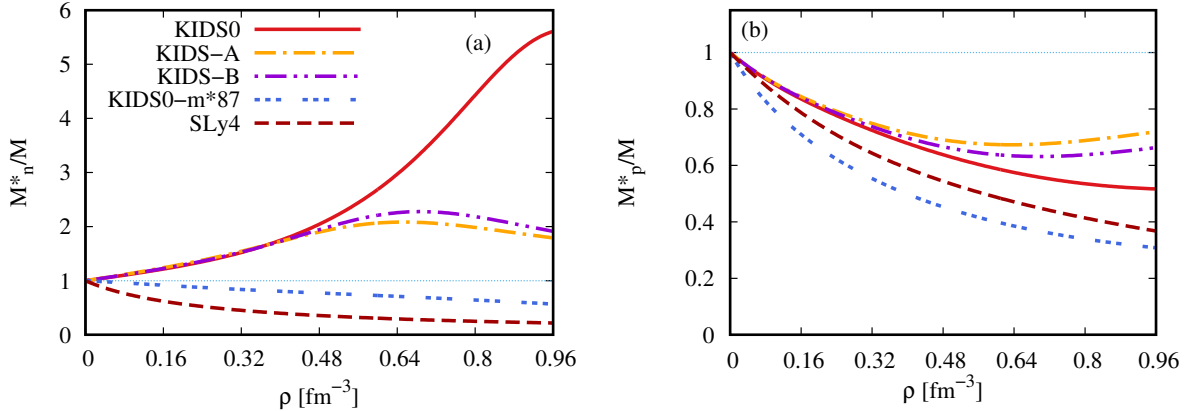 (a)
KIDS0
KIDS−A
KIDS−B
KIDS0−m*87
SLy4
M*n/M
6
5
4
3
2
1
0
0 0.16 0.32 0.48 0.64 0.8 0.96
ρ [fm−3]
(b)
M*p/M
1
0.8
0.6
0.4
0.2
0
0 0.16 0.32 0.48 0.64 0.8 0.96
ρ [fm−3]